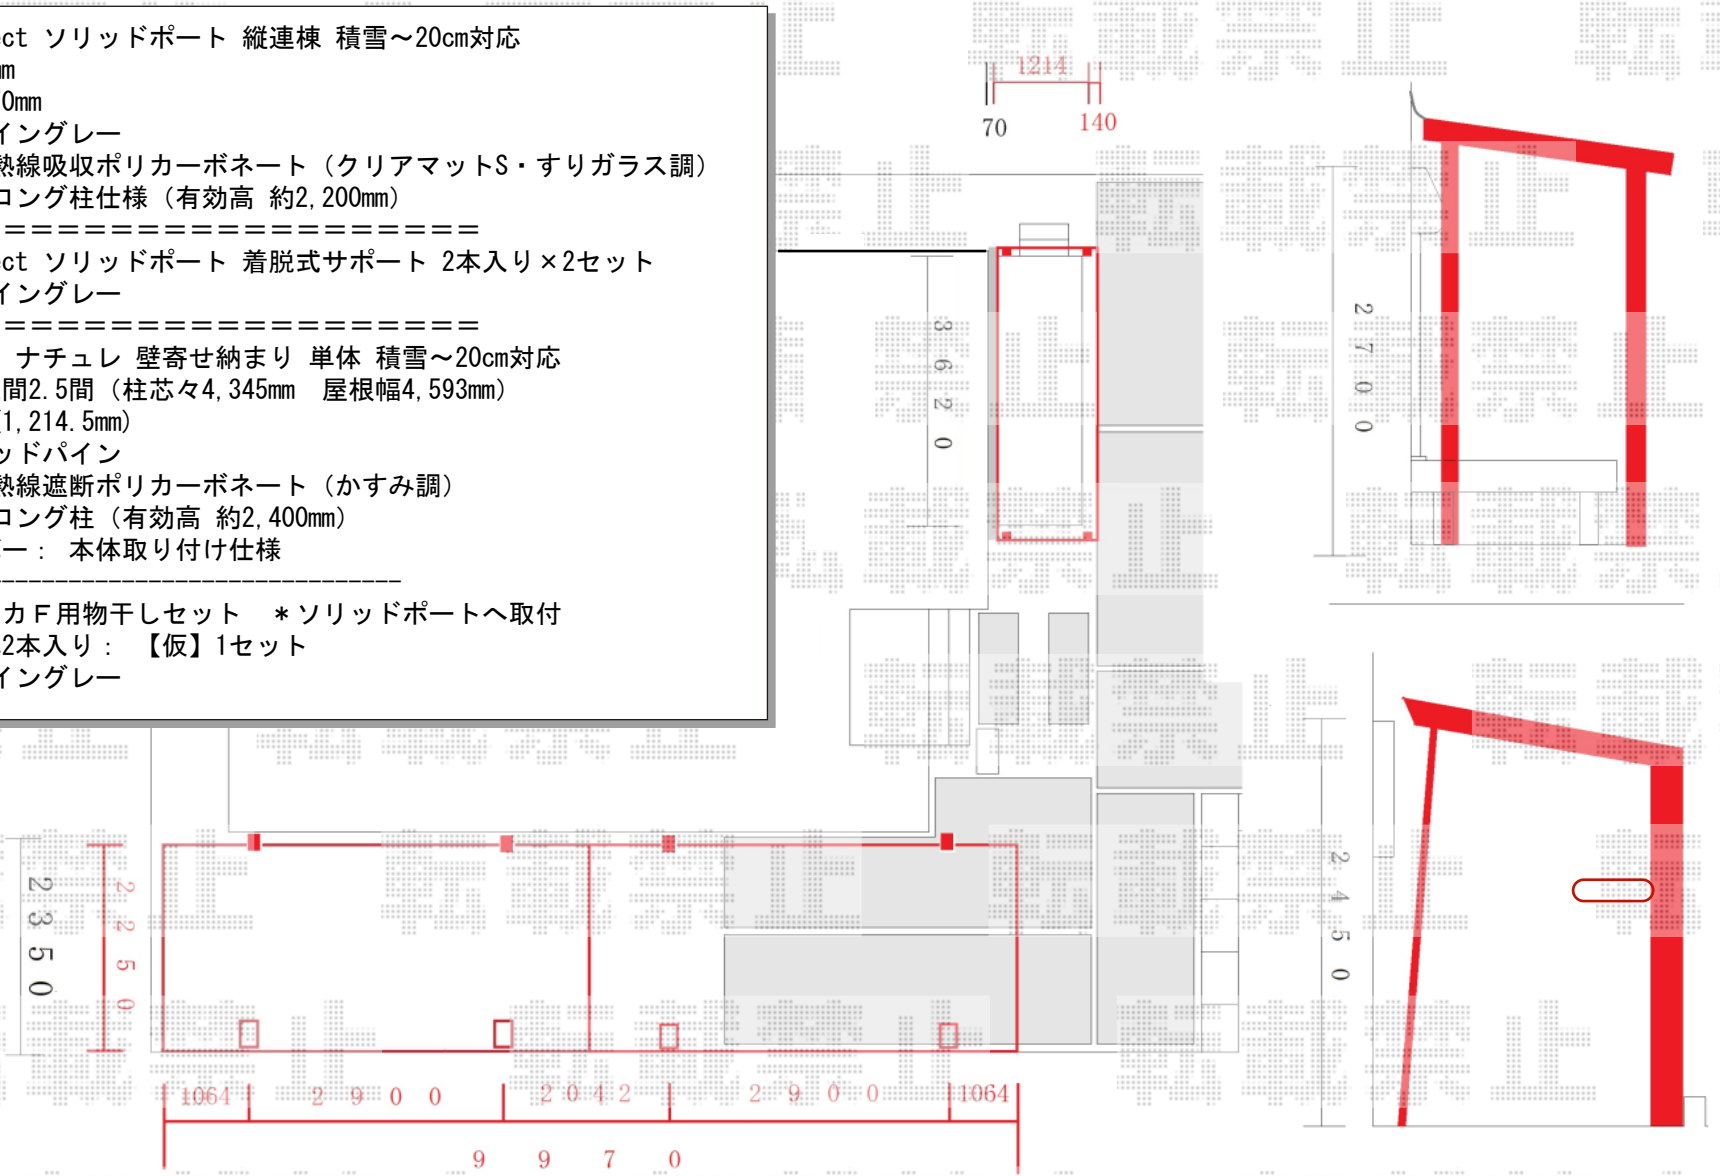 ct ソリッドポート 縦連棟 積雪～20cm対応
mm
0mm
イングレー
熱線吸収ポリカーボネート（クリアマットS・すりガラス調）
ロング柱仕様（有効高 約2,200mm）
==================
ct ソリッドポート 着脱式サポート 2本入り×2セット
イングレー
==================
ナチュレ 壁寄せ納まり 単体 積雪～20cm対応
間2.5間（柱芯々4,345mm 屋根幅4,593mm）
(1,214.5mm)
ッドパイン
熱線遮断ポリカーボネート（かすみ調）
ロング柱（有効高 約2,400mm）
ー： 本体取り付け仕様
------------------------------
カF用物干しセット ＊ソリッドポートへ取付
2本入り： 【仮】1セット
イングレー
1214
70
140
3620
2700
2450
2350
2250
1064
2900
2042
2900
1064
9970
転載禁止